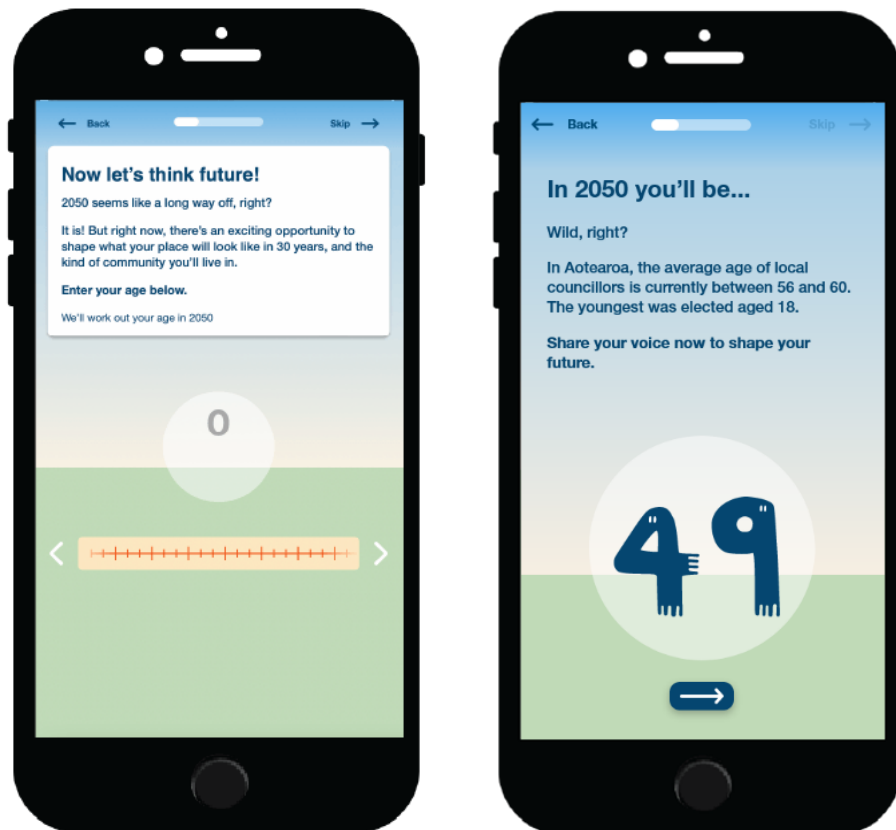 Back
Skip
Now let's think future!
2050 seems like a long way off, right?
It is! But right now, there's an exciting opportunity to
shape what your place will look like in 30 years, and the
kind of community you'll live in.
Enter your age below.
We'll work out your age in 2050
0
Back
Skip
In 2050 you'll be...
Wild, right?
In Aotearoa, the average age of local
councillors is currently between 56 and 60.
The youngest was elected aged 18.
Share your voice now to shape your
future.
49